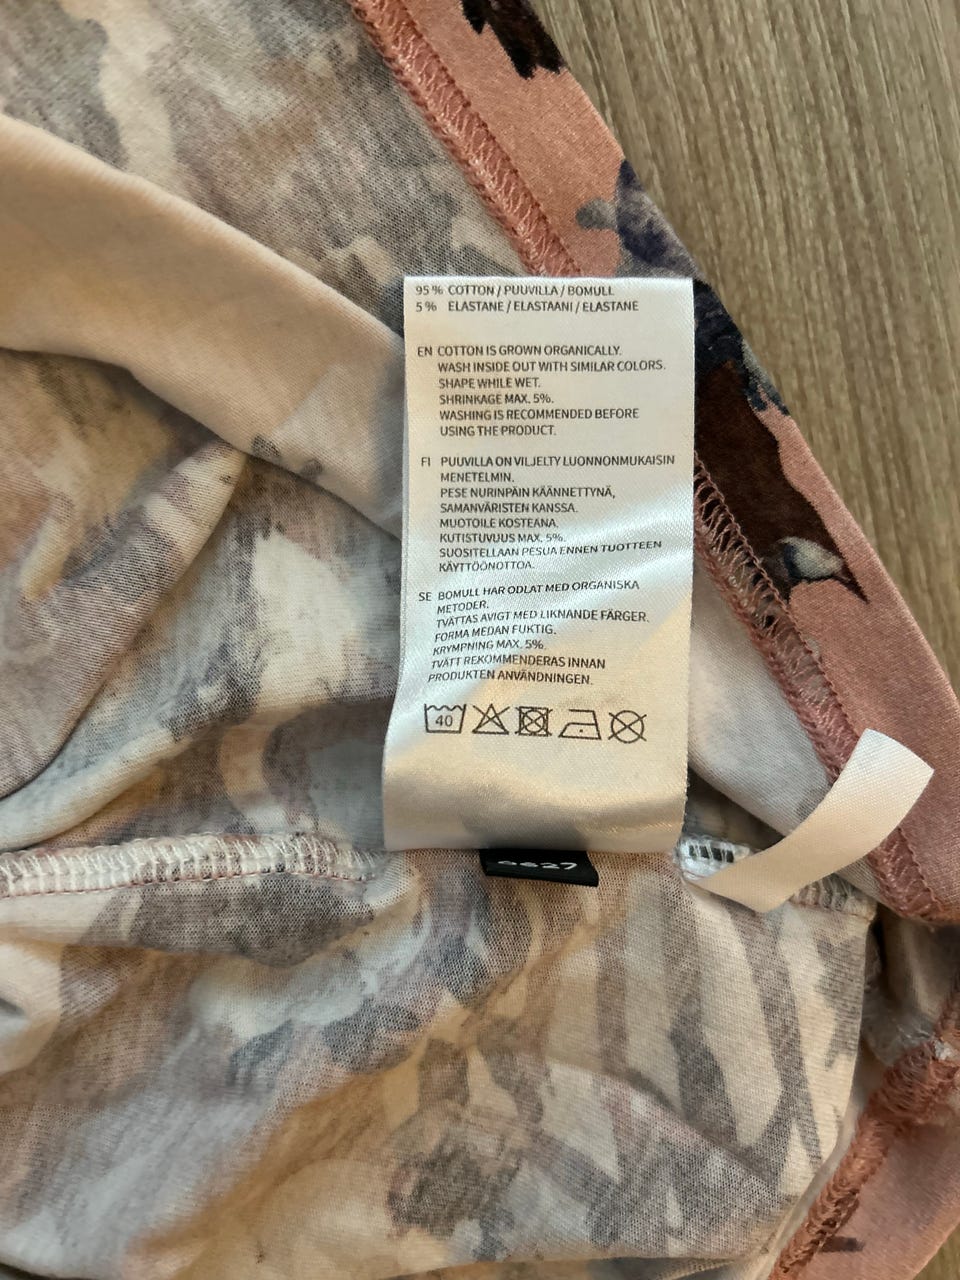 95 % COTTON / PUUVILLA / BOMULL
5 % ELASTANE / ELASTAANI / ELASTANE
EN COTTON IS GROWN ORGANICALLY.
WASH INSIDE OUT WITH SIMILAR COLORS.
SHAPE WHILE WET.
SHRINKAGE MAX. 5%.
WASHING IS RECOMMENDED BEFORE
USING THE PRODUCT.
FI PUUVILLA ON VILJELTY LUONNONMUKAISIN
MENETELMIN.
PESE NURINPÄIN KÄÄNNETTYNÄ,
SAMANVÄRISTEN KANSSA.
MUOTOILE KOSTEANA.
KUTISTUVUUS MAX. 5%.
SUOSITELLAAN PESUA ENNEN TUOTTEEN
KÄYTTÖÖNOTTOA.
SE BOMULL HAR ODLAT MED ORGANISKA
METODER.
TVÄTTAS AVIGT MED LIKNANDE FÄRGER.
FORMA MEDAN FUKTIG.
KRYMPNING MAX. 5%.
TVÄTT REKOMMENDERAS INNAN
PRODUKTEN ANVÄNDNINGEN.
40